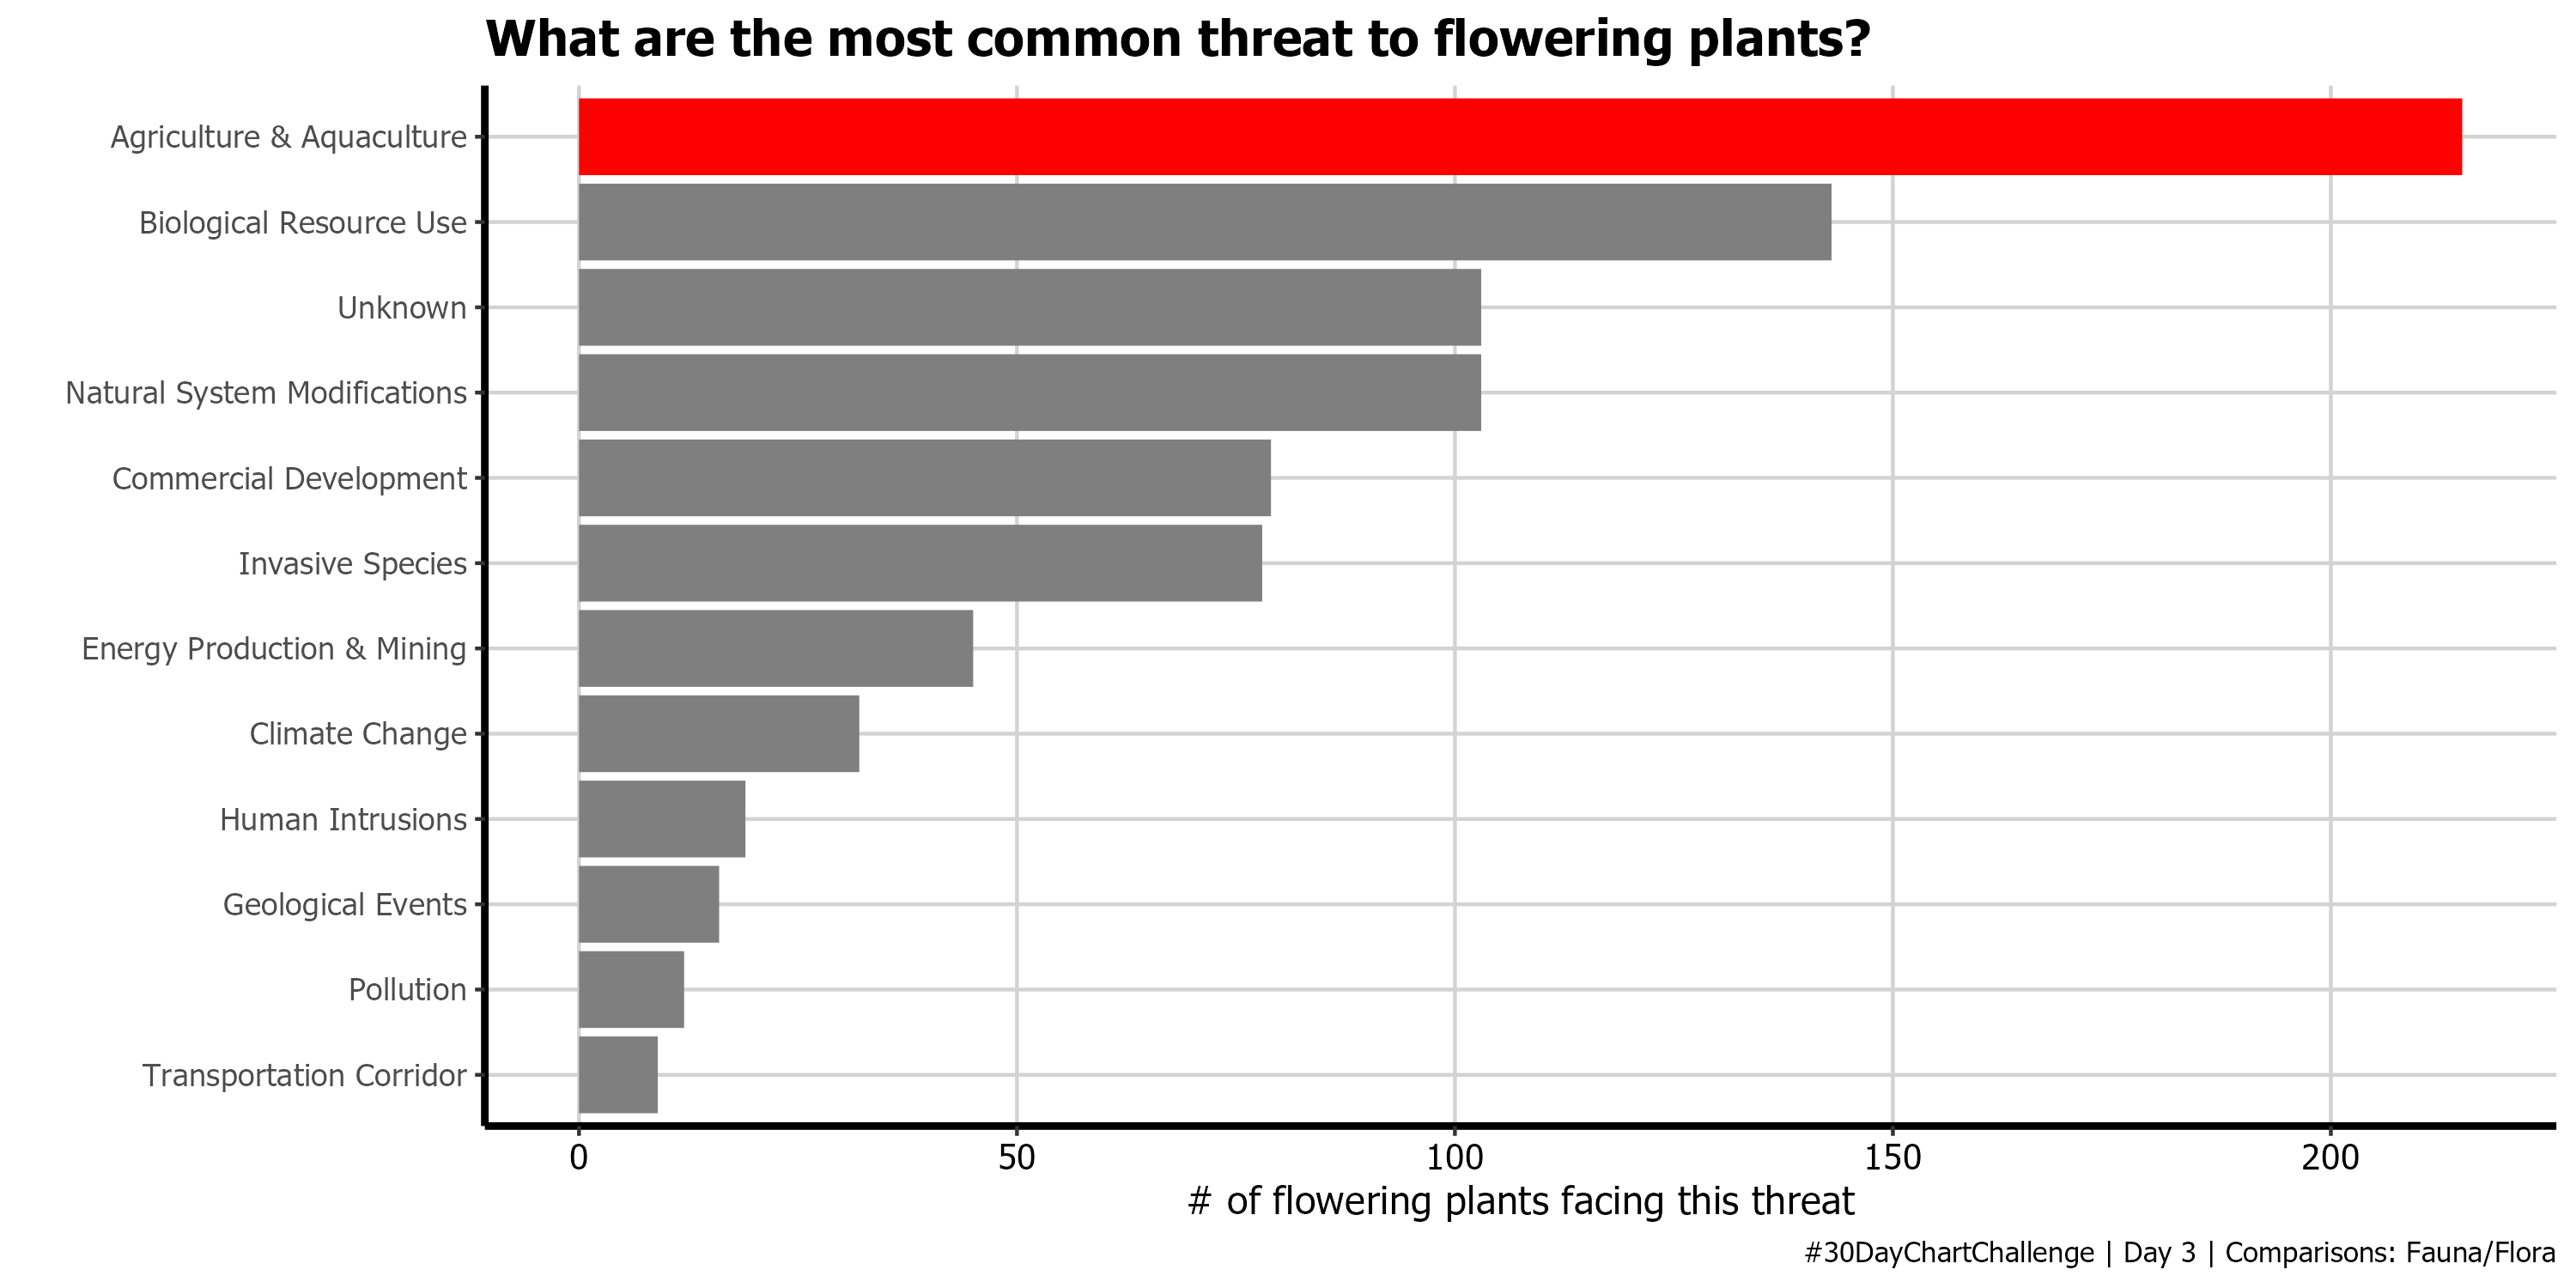 What are the most common threat to flowering plants?
Agriculture & Aquaculture
Biological Resource Use
Unknown
Natural System Modifications
Commercial Development
Invasive Species
Energy Production & Mining
Climate Change
Human Intrusions
Geological Events
Pollution
Transportation Corridor
0 50 100 150 200
# of flowering plants facing this threat
#30DayChartChallenge | Day 3 | Comparisons: Fauna/Flora